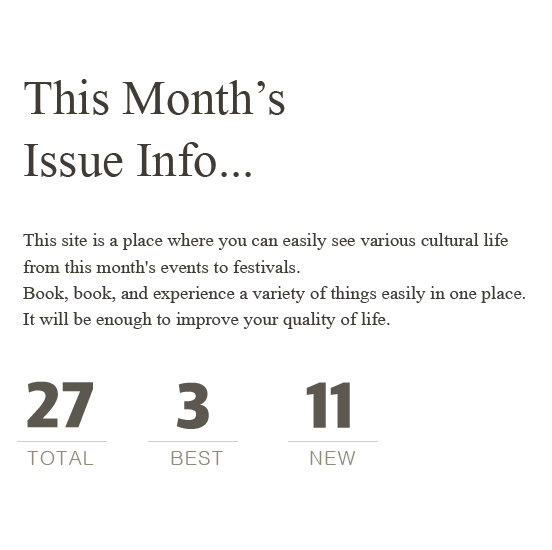 This Month’s
Issue Info...
This site is a place where you can easily see various cultural life
from this month's events to festivals.
Book, book, and experience a variety of things easily in one place.
It will be enough to improve your quality of life.
27 3 11
TOTAL BEST NEW